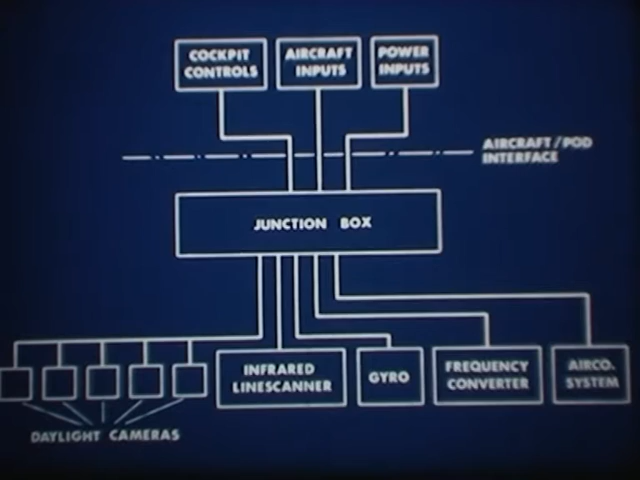 COCKPIT
CONTROLS
AIRCRAFT
INPUTS
POWER
INPUTS
AIRCRAFT/POD
INTERFACE
JUNCTION BOX
INFRARED
LINESCANNER
GYRO
FREQUENCY
CONVERTER
AIRCO.
SYSTEM
DAYLIGHT CAMERAS